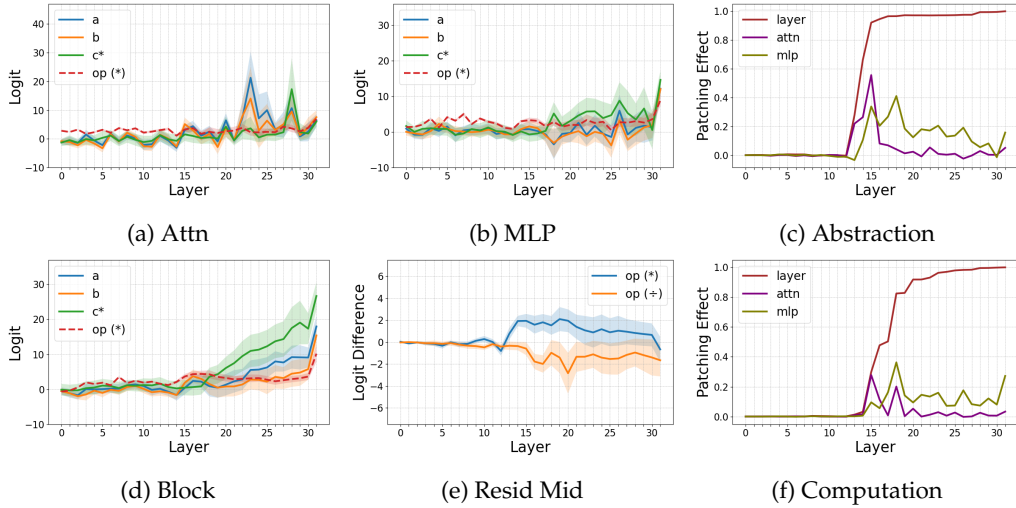 Logit
40
30
20
10
0
-10
a
b
c*
op (*)
0 5 10 15 20 25 30
Layer
(a) Attn
Logit
30
20
10
0
-10
a
b
c*
op (*)
0 5 10 15 20 25 30
Layer
(b) MLP
Patching Effect
1.0
0.8
0.6
0.4
0.2
0.0
layer
attn
mlp
0 5 10 15 20 25 30
Layer
(c) Abstraction
Logit
30
20
10
0
-10
a
b
c*
op (*)
0 5 10 15 20 25 30
Layer
(d) Block
Logit Difference
6
4
2
0
-2
-4
-6
op (*)
op (÷)
0 5 10 15 20 25 30
Layer
(e) Resid Mid
Patching Effect
1.0
0.8
0.6
0.4
0.2
0.0
layer
attn
mlp
0 5 10 15 20 25 30
Layer
(f) Computation